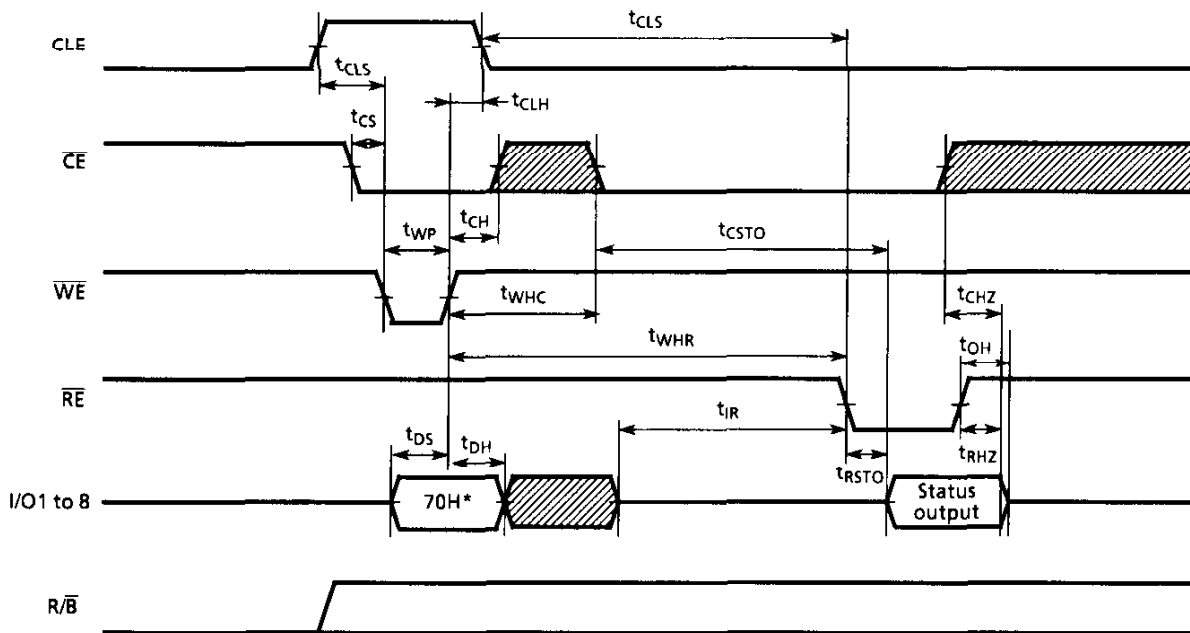 CLE
tCLS
tCLS
tCLH
tCS
CE
tCH
tWP
tCSTO
WE
tWHC
tCHZ
tWHR
tOH
RE
tIR
tDS
tDH
tRSTO
tRHZ
I/O1 to 8
70H*
Status
output
R/B